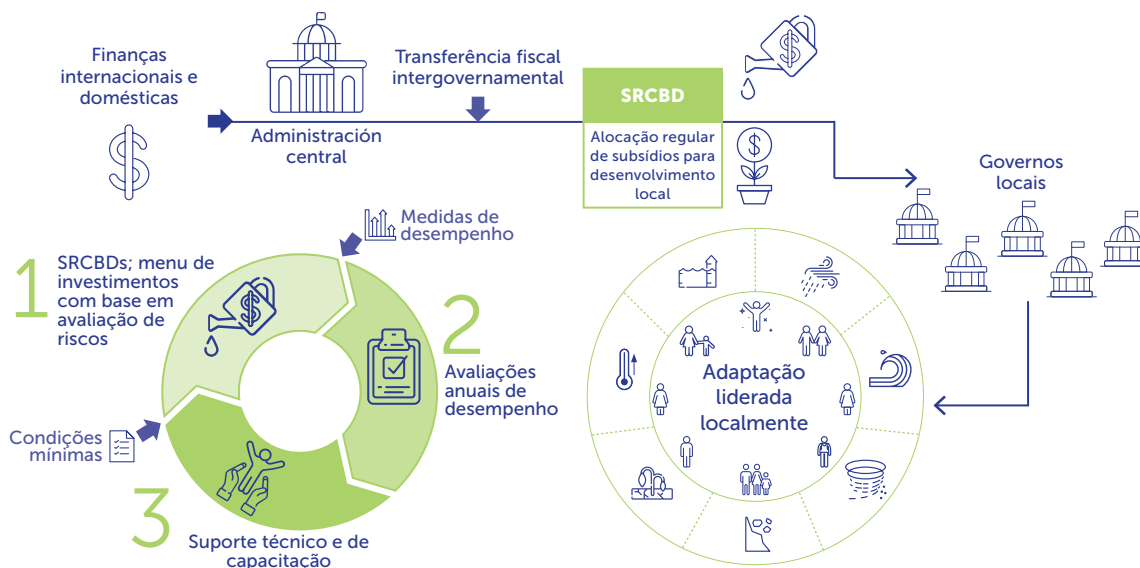 Finanças
internacionais e
domésticas
Administración
central
Transferência fiscal
intergovernamental
SRCBD
Alocação regular
de subsídios para
desenvolvimento
local
Governos
locais
Medidas de
desempenho
1
SRCBDs; menu de
investimentos
com base em
avaliação de
riscos
2
Avaliações
anuais de
desempenho
Condições
mínimas
3
Suporte técnico e de
capacitação
Adaptação
liderada
localmente